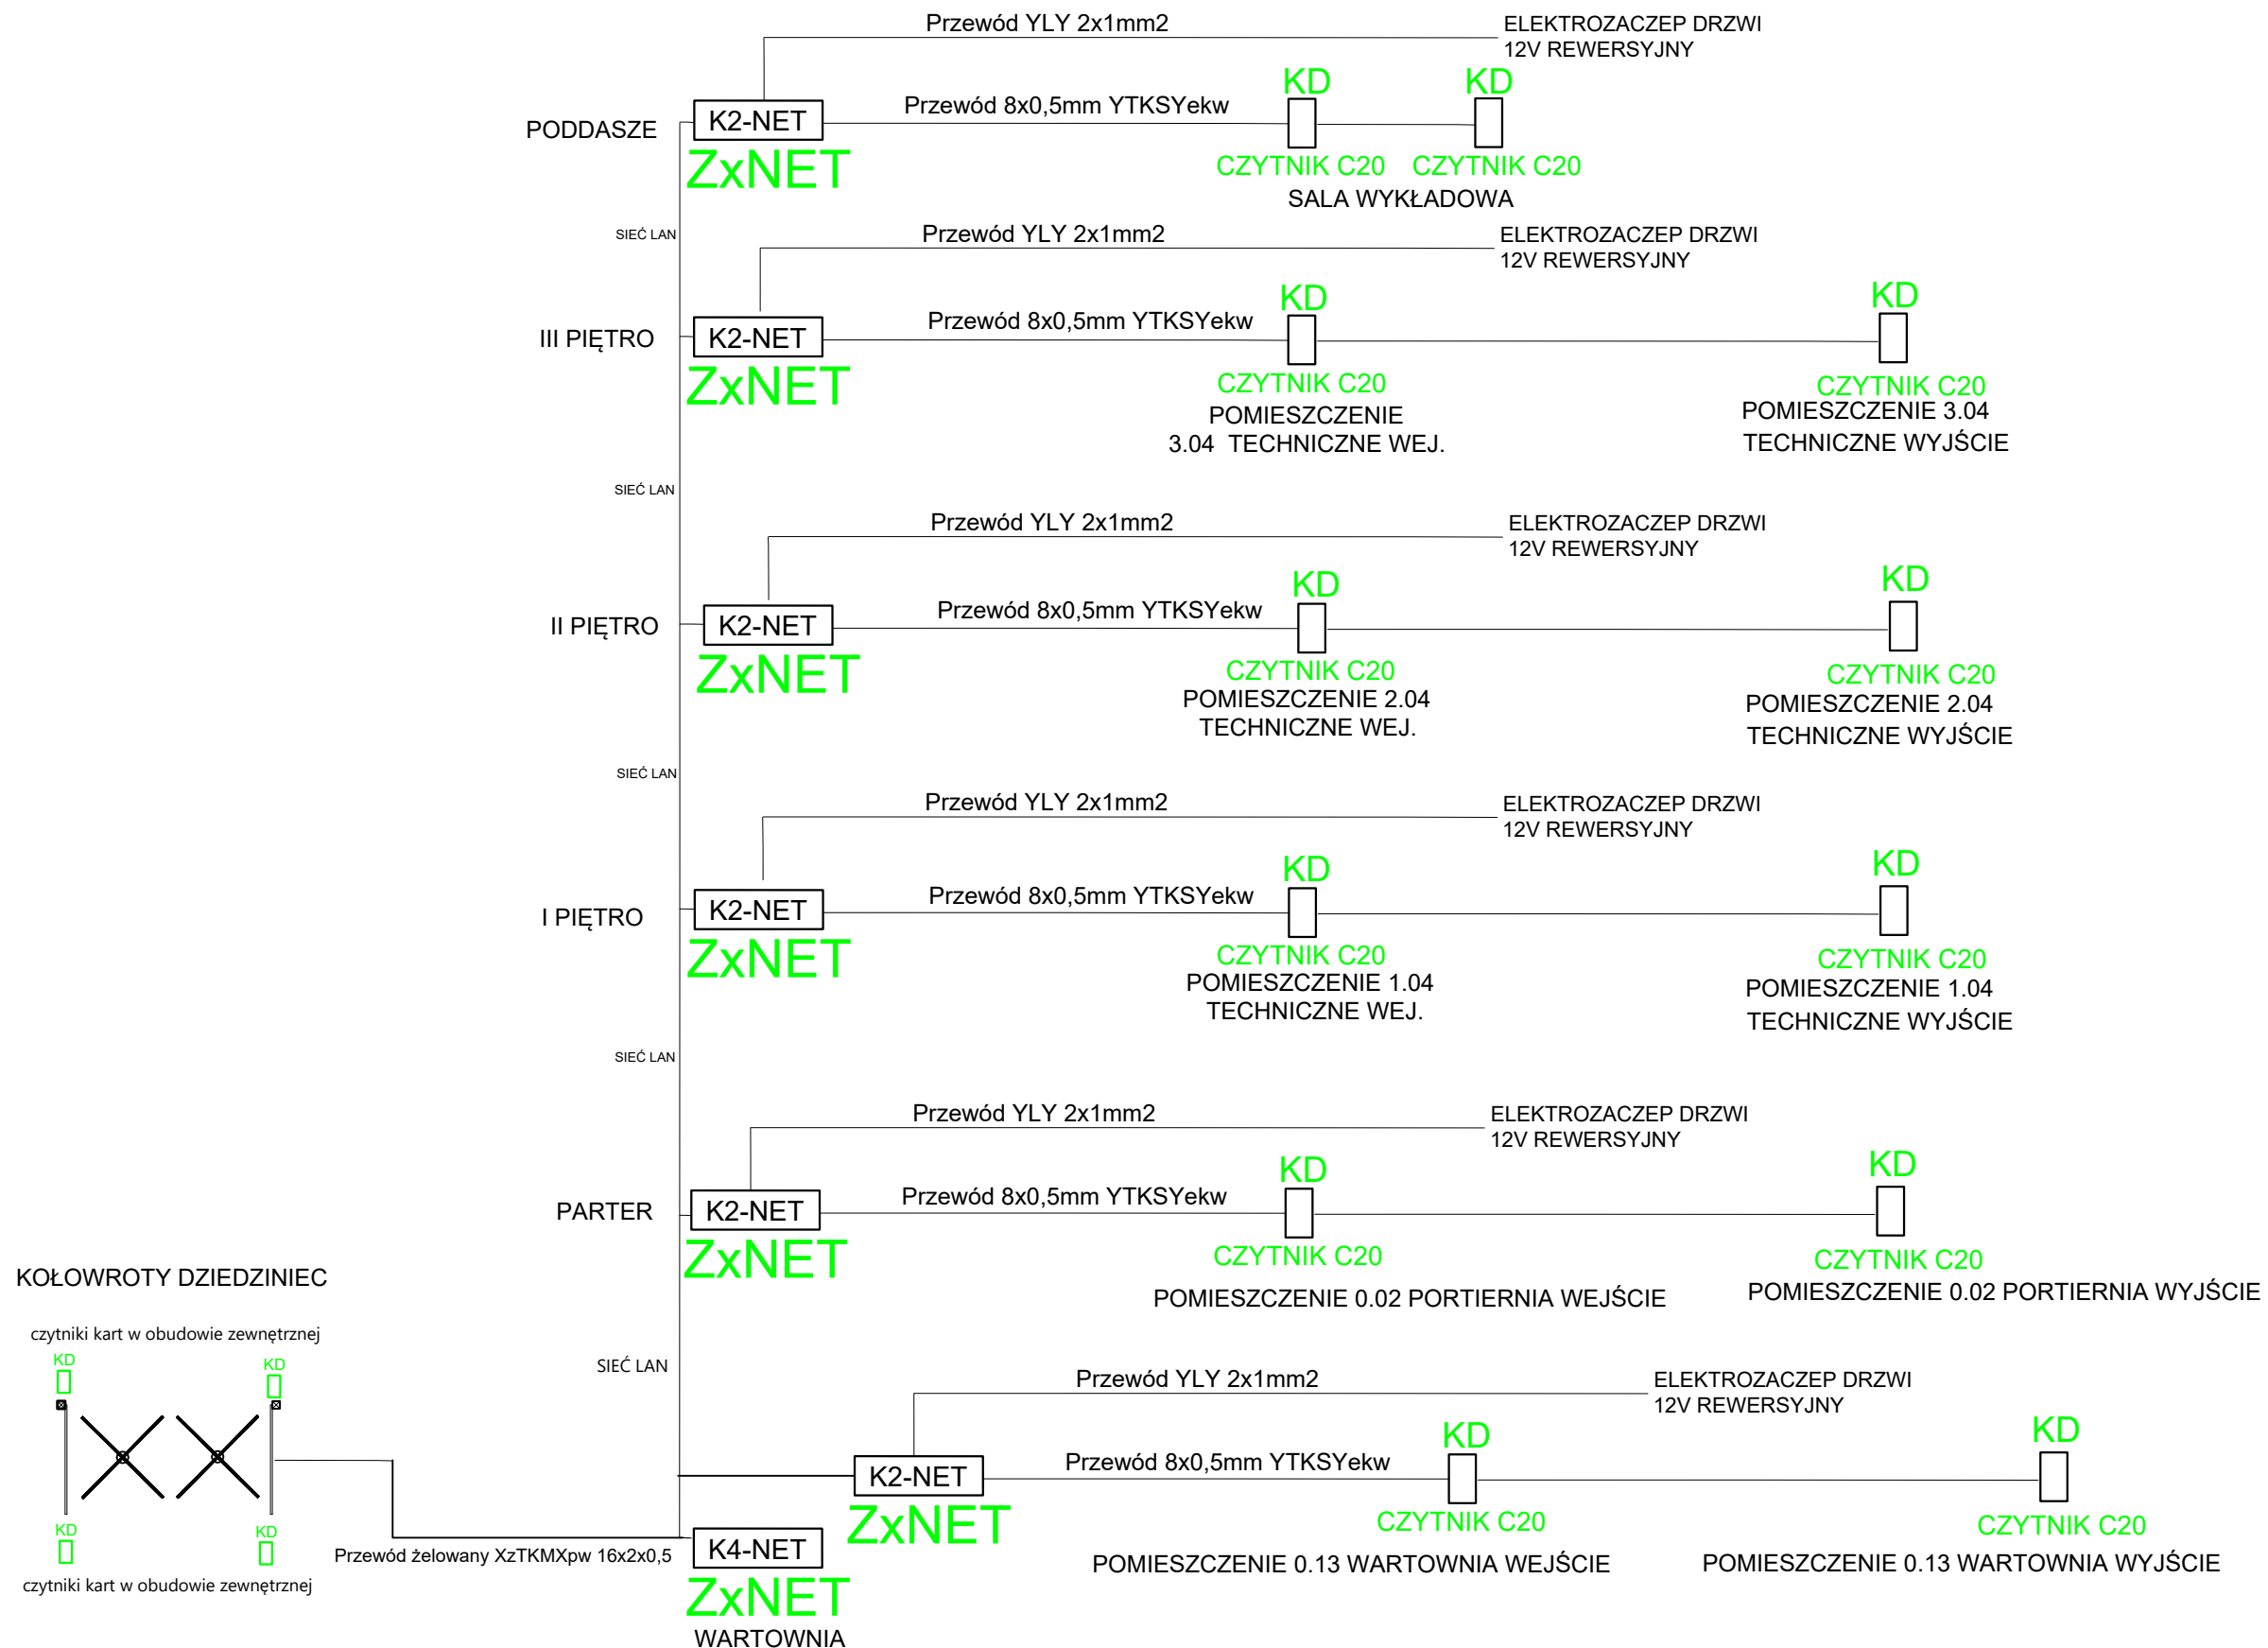 Przewód YLY 2x1mm2
ELEKTROZACZEP DRZWI
12V REWERSYJNY
PODDASZE
K2-NET
ZxNET
Przewód 8x0,5mm YTKSYekw
KD
KD
CZYTNIK C20
CZYTNIK C20
SALA WYKŁADOWA
SIEĆ LAN
Przewód YLY 2x1mm2
ELEKTROZACZEP DRZWI
12V REWERSYJNY
III PIĘTRO
K2-NET
ZxNET
Przewód 8x0,5mm YTKSYekw
KD
CZYTNIK C20
POMIESZCZENIE
3.04 TECHNICZNE WEJ.
KD
CZYTNIK C20
POMIESZCZENIE 3.04
TECHNICZNE WYJŚCIE
SIEĆ LAN
Przewód YLY 2x1mm2
ELEKTROZACZEP DRZWI
12V REWERSYJNY
II PIĘTRO
K2-NET
ZxNET
Przewód 8x0,5mm YTKSYekw
KD
CZYTNIK C20
POMIESZCZENIE 2.04
TECHNICZNE WEJ.
KD
CZYTNIK C20
POMIESZCZENIE 2.04
TECHNICZNE WYJŚCIE
SIEĆ LAN
Przewód YLY 2x1mm2
ELEKTROZACZEP DRZWI
12V REWERSYJNY
I PIĘTRO
K2-NET
ZxNET
Przewód 8x0,5mm YTKSYekw
KD
CZYTNIK C20
POMIESZCZENIE 1.04
TECHNICZNE WEJ.
KD
CZYTNIK C20
POMIESZCZENIE 1.04
TECHNICZNE WYJŚCIE
SIEĆ LAN
Przewód YLY 2x1mm2
ELEKTROZACZEP DRZWI
12V REWERSYJNY
PARTER
K2-NET
ZxNET
Przewód 8x0,5mm YTKSYekw
KD
CZYTNIK C20
POMIESZCZENIE 0.02 PORTIERNIA WEJŚCIE
KD
CZYTNIK C20
POMIESZCZENIE 0.02 PORTIERNIA WYJŚCIE
KOŁOWROTY DZIEDZINIEC
czytniki kart w obudowie zewnętrznej
KD
KD
KD
KD
czytniki kart w obudowie zewnętrznej
SIEĆ LAN
Przewód YLY 2x1mm2
ELEKTROZACZEP DRZWI
12V REWERSYJNY
K2-NET
ZxNET
Przewód 8x0,5mm YTKSYekw
KD
CZYTNIK C20
POMIESZCZENIE 0.13 WARTOWNIA WEJŚCIE
KD
CZYTNIK C20
POMIESZCZENIE 0.13 WARTOWNIA WYJŚCIE
Przewód żelowany XzTKMXpw 16x2x0,5
K4-NET
ZxNET
WARTOWNIA